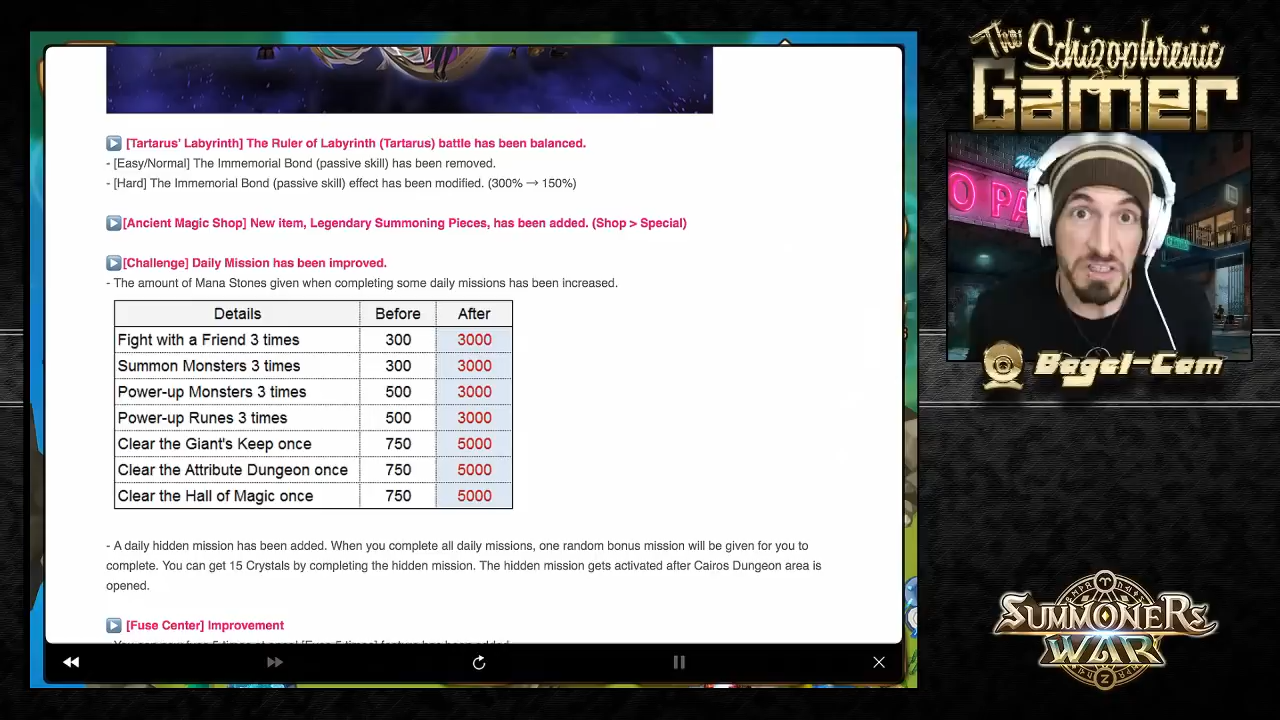 [Tartarus' Labyrinth] The Ruler of Labyrinth (Tartarus) battle has been balanced.
- [Easy/Normal] The Immemorial Bond (passive skill) has been removed.
- [Hard] The Immemorial Bond (passive skill) effect has been modified. (300% → 150%)
[Ancient Magic Shop] New item, Legendary Summoning Pieces, has been added. (Shop > Special)
[Challenge] Daily Mission has been improved.
- The amount of Mana Stones given when completing some daily missions has been increased.
Details Before After
Fight with a Friend 3 times 300 3000
Summon Monsters 3 times 300 3000
Power-up Monsters 3 times 500 3000
Power-up Runes 3 times 500 3000
Clear the Giant's Keep once 750 5000
Clear the Attribute Dungeon once 750 5000
Clear the Hall of Magic once 750 5000
- A daily hidden mission has been added. When you complete all daily missions, one random bonus mission will be given for you to
complete. You can get 15 Crystals by completing the hidden mission. The hidden mission gets activated after Cairos Dungeon area is
opened.
[Fuse Center] Improvement
The
Schizophrenic
Gamer
Bagel-Cam
SUMMONERS
WAR